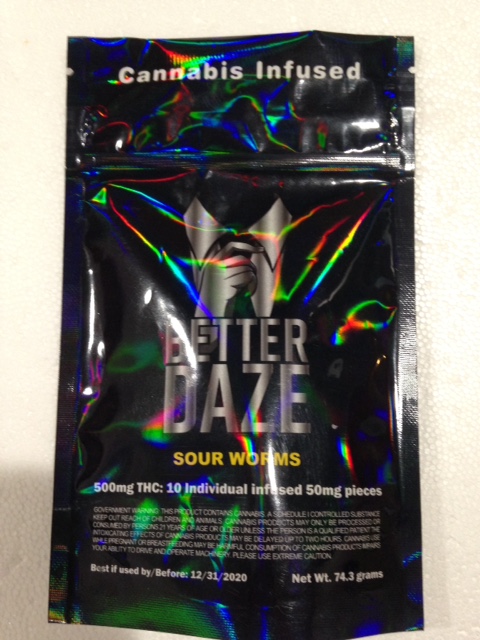 Cannabis Infused
BETTER
DAZE
SOUR WORMS
500mg THC: 10 Individual infused 50mg pieces
GOVERNMENT WARNING: THIS PRODUCT CONTAINS CANNABIS, A SCHEDULE I CONTROLLED SUBSTANCE
KEEP OUT REACH OF CHILDREN AND ANIMALS. CANNABIS PRODUCTS MAY ONLY BE PROCESSED OR
CONSUMED BY PERSONS 21 YEARS OF AGE OR OLDER UNLESS THE PERSON IS A QUALIFIED PATIENT. THE
INTOXICATING EFFECTS OF CANNABIS PRODUCTS MAY BE DELAYED UP TO TWO HOURS. CANNABIS USE
WHILE PREGNANT OR BREASTFEEDING MAY BE HARMFUL. CONSUMPTION OF CANNABIS PRODUCTS IMPAIRS
YOUR ABILITY TO DRIVE AND OPERATE MACHINERY. PLEASE USE EXTREME CAUTION.
Best if used by/Before: 12/31/2020 Net Wt. 74.3 grams